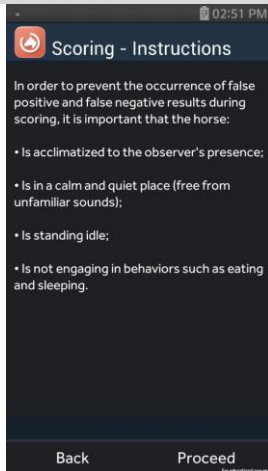 02:51 PM
Scoring - Instructions
In order to prevent the occurrence of false
positive and false negative results during
scoring, it is important that the horse:
• Is acclimatized to the observer's presence;
• Is in a calm and quiet place (free from
unfamiliar sounds);
• Is standing idle;
• Is not engaging in behaviors such as eating
and sleeping.
Back Proceed